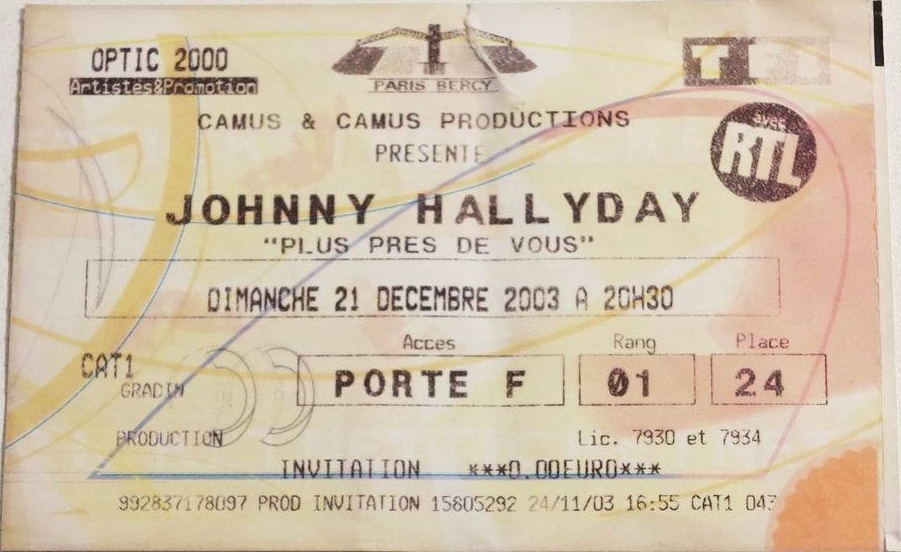 OPTIC 2000
Artistes&Promotion
PARIS BERCY
T
CAMUS & CAMUS PRODUCTIONS
PRESENTE
avec
RTL
JOHNNY HALLYDAY
"PLUS PRES DE VOUS"
DIMANCHE 21 DECEMBRE 2003 A 20H30
Acces Rang Place
CAT1
GRADIN
PORTE F 01 24
PRODUCTION
Lic. 7930 et 7934
INVITATION ***0.00EURO***
992837178097 PROD INVITATION 15805292 24/11/03 16:55 CAT1 043